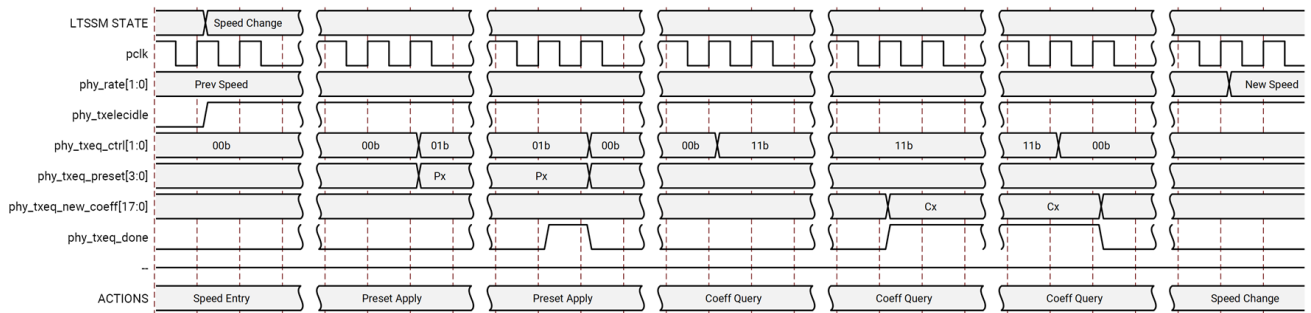 LTSSM STATE Speed Change
pclk
phy_rate[1:0] Prev Speed New Speed
phy_txelecidle
phy_txeq_ctrl[1:0] 00b 00b 01b 01b 00b 00b 11b 11b 11b 00b
phy_txeq_preset[3:0] Px Px
phy_txeq_new_coeff[17:0] Cx Cx
phy_txeq_done
--
ACTIONS Speed Entry Preset Apply Preset Apply Coeff Query Coeff Query Coeff Query Speed Change